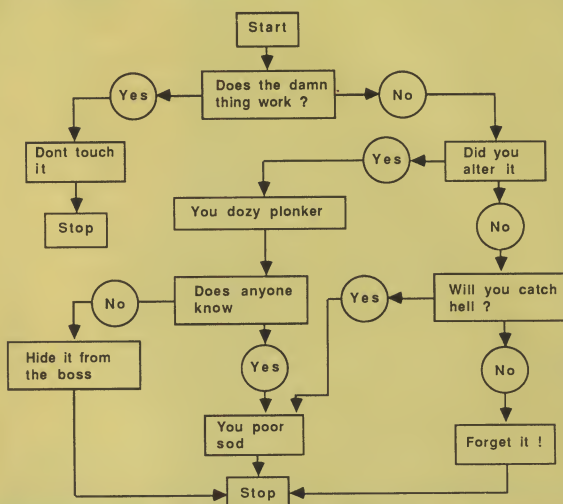 Start
Does the damn
thing work ?
Yes
No
Dont touch
it
Stop
Did you
alter it
Yes
You dozy plonker
No
Does anyone
know
No
Will you catch
hell ?
Yes
Hide it from
the boss
Yes
No
You poor
sod
Forget it !
Stop